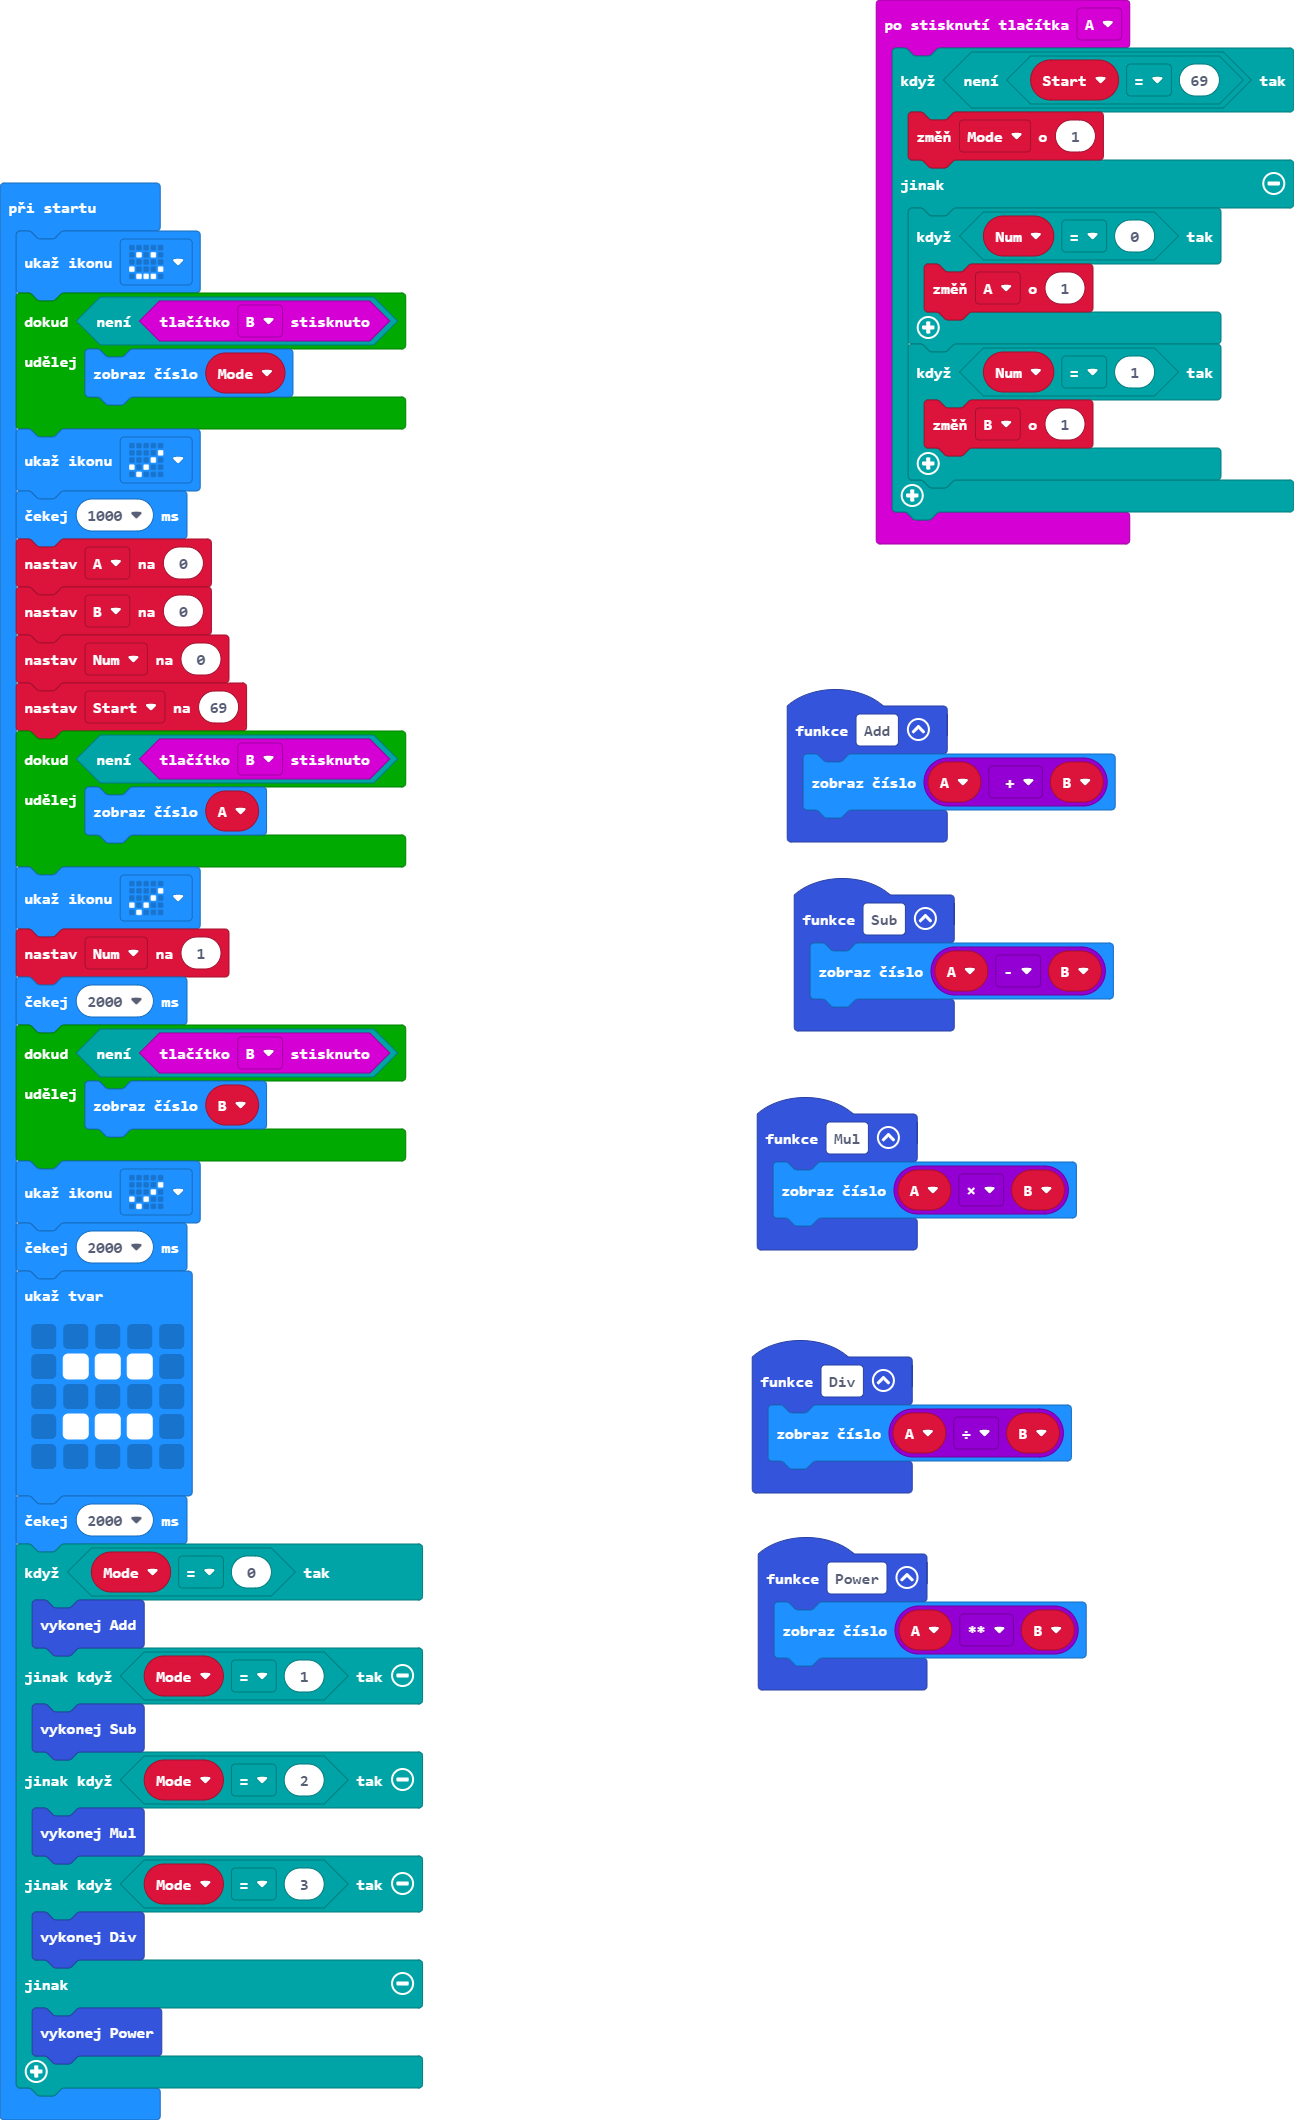 při startu
ukaž ikonu
dokud není tlačítko B stisknuto
udělej
zobraz číslo Mode
ukaž ikonu
čekej 1000 ms
nastav A na 0
nastav B na 0
nastav Num na 0
nastav Start na 69
dokud není tlačítko B stisknuto
udělej
zobraz číslo A
ukaž ikonu
nastav Num na 1
čekej 2000 ms
dokud není tlačítko B stisknuto
udělej
zobraz číslo B
ukaž ikonu
čekej 2000 ms
ukaž tvar
čekej 2000 ms
když Mode = 0 tak
vykonej Add
jinak když Mode = 1 tak
vykonej Sub
jinak když Mode = 2 tak
vykonej Mul
jinak když Mode = 3 tak
vykonej Div
jinak
vykonej Power
po stisknutí tlačítka A
když není Start = 69 tak
změň Mode o 1
jinak
když Num = 0 tak
změň A o 1
když Num = 1 tak
změň B o 1
funkce Add
zobraz číslo A + B
funkce Sub
zobraz číslo A - B
funkce Mul
zobraz číslo A × B
funkce Div
zobraz číslo A ÷ B
funkce Power
zobraz číslo A ** B